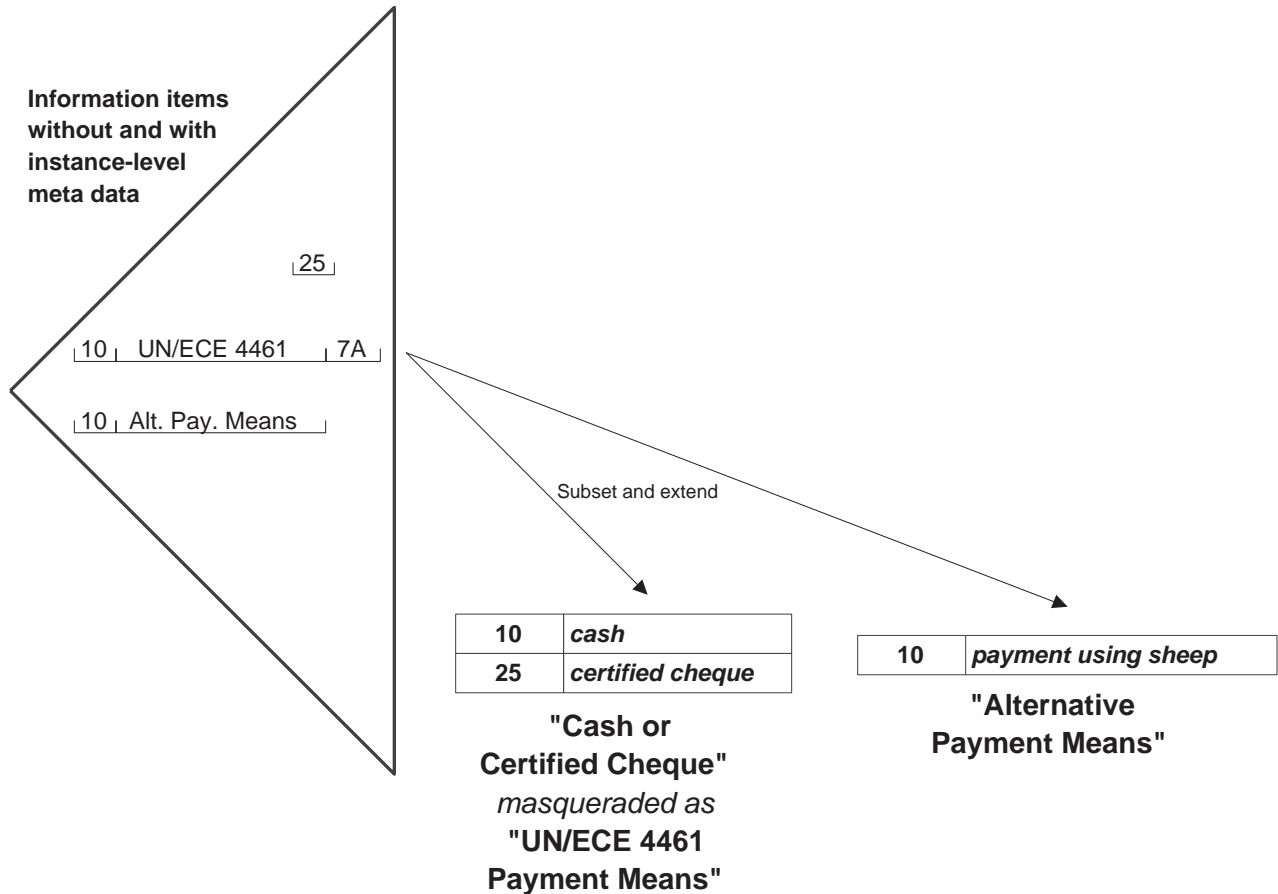 Information items
without and with
instance-level
meta data
25
10 UN/ECE 4461 7A
10 Alt. Pay. Means
Subset and extend
10 cash
25 certified cheque
"Cash or
Certified Cheque"
masqueraded as
"UN/ECE 4461
Payment Means"
10 payment using sheep
"Alternative
Payment Means"